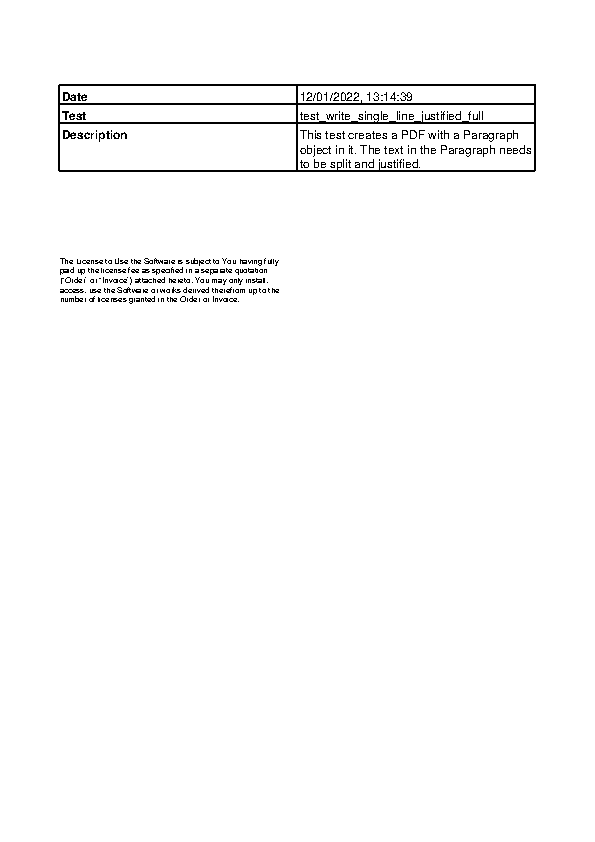 Date 12/01/2022, 13:14:39
Test test_write_single_line_justified_full
Description This test creates a PDF with a Paragraph
object in it. The text in the Paragraph needs
to be split and justified.
The License to Use the Software is subject to You having fully
paid up the license fee as specified in a separate quotation
("Order" or "Invoice") attached hereto. You may only install,
access, use the Software or works derived therefrom up to the
number of licenses granted in the Order or Invoice.